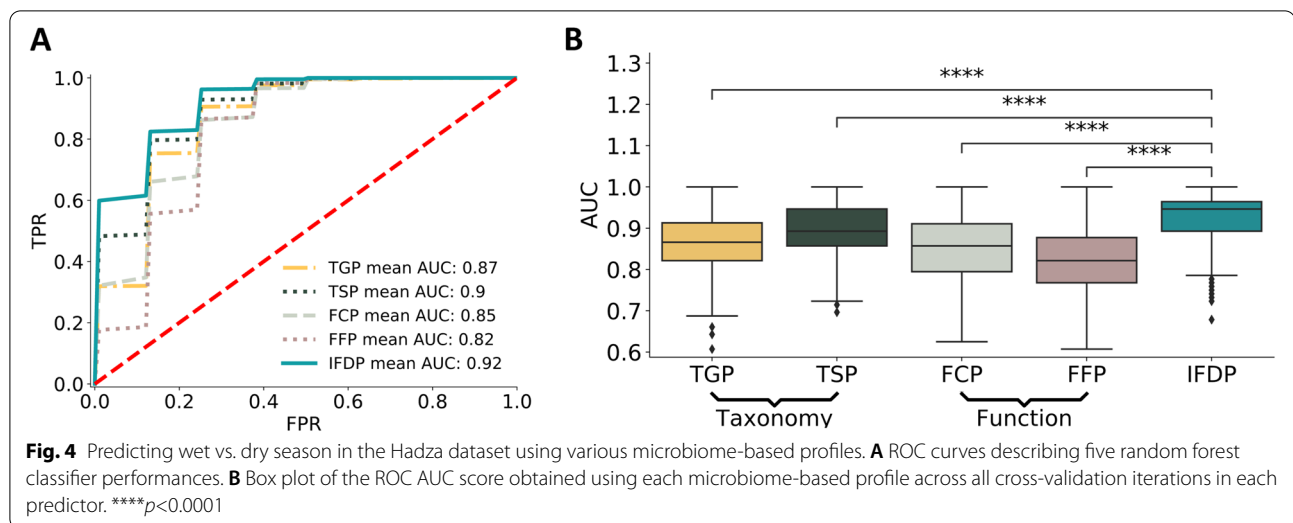 A
1.0
0.8
0.6
0.4
0.2
0.0
TPR
TGP mean AUC: 0.87
TSP mean AUC: 0.9
FCP mean AUC: 0.85
FFP mean AUC: 0.82
IFDP mean AUC: 0.92
0.0 0.2 0.4 0.6 0.8 1.0
FPR
B
1.3
1.2
1.1
1.0
0.9
0.8
0.7
0.6
AUC
****
****
****
****
TGP TSP FCP FFP IFDP
Taxonomy Function
Fig. 4 Predicting wet vs. dry season in the Hadza dataset using various microbiome-based profiles. A ROC curves describing five random forest
classifier performances. B Box plot of the ROC AUC score obtained using each microbiome-based profile across all cross-validation iterations in each
predictor. ****p<0.0001